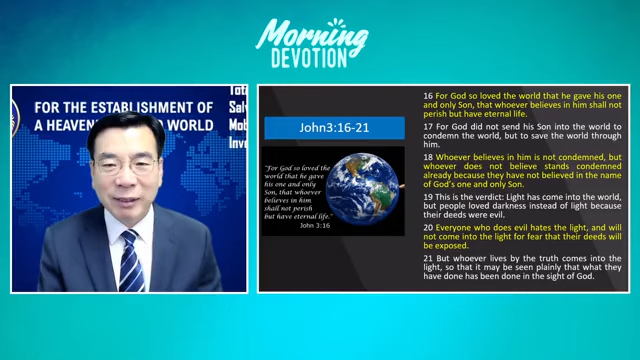 Morning
DEVOTION
FOR THE ESTABLISHMENT OF
A HEAVENLY WORLD
John3:16-21
"For God so loved the
world that he gave
his one and only
Son, that whoever
believes in him
shall not perish
but have eternal life."
John 3:16
16 For God so loved the world that he gave his one
and only Son, that whoever believes in him shall not
perish but have eternal life.
17 For God did not send his Son into the world to
condemn the world, but to save the world through
him.
18 Whoever believes in him is not condemned, but
whoever does not believe stands condemned
already because they have not believed in the name
of God's one and only Son.
19 This is the verdict: Light has come into the world,
but people loved darkness instead of light because
their deeds were evil.
20 Everyone who does evil hates the light, and will
not come into the light for fear that their deeds will
be exposed.
21 But whoever lives by the truth comes into the
light, so that it may be seen plainly that what they
have done has been done in the sight of God.